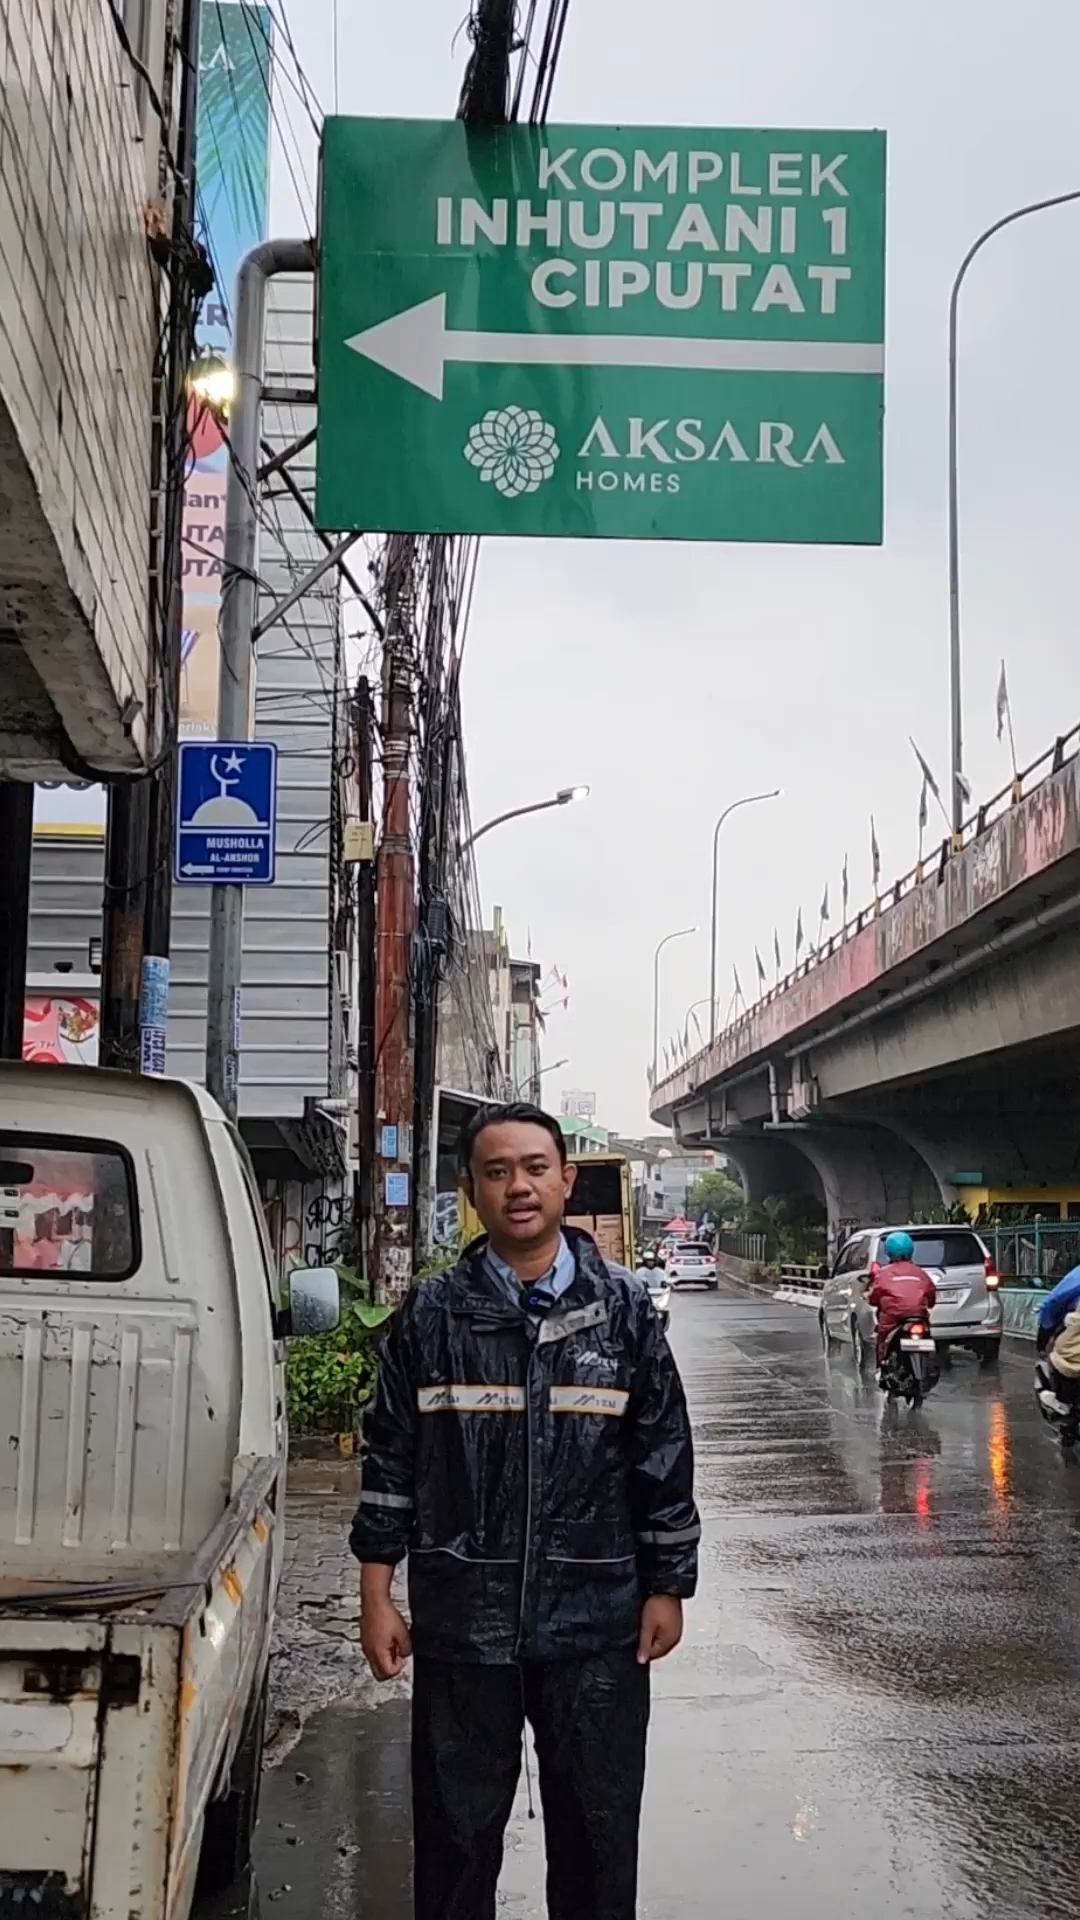 KOMPLEK
INHUTANI 1
CIPUTAT
AKSARA
HOMES
MUSHOLLA
AL-ANSHOR